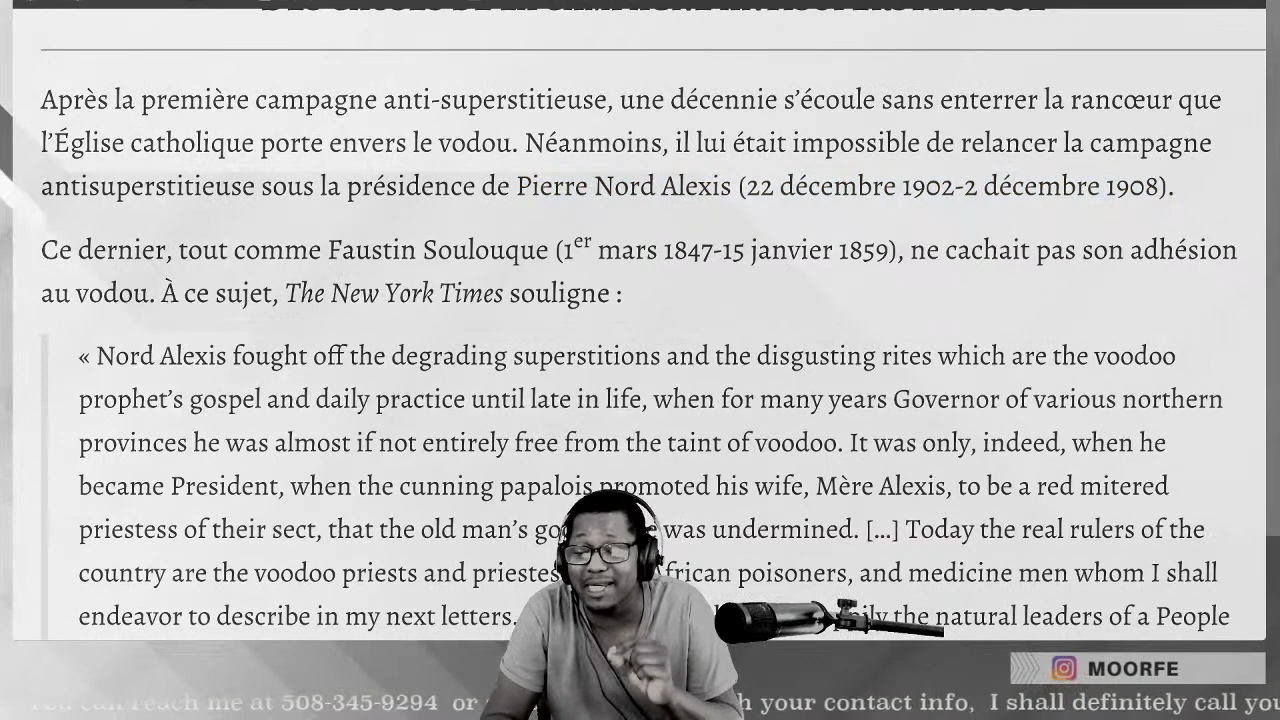 Après la première campagne anti-superstitieuse, une décennie s’écoule sans enterrer la rancœur que
l’Église catholique porte envers le vodou. Néanmoins, il lui était impossible de relancer la campagne
antisuperstitieuse sous la présidence de Pierre Nord Alexis (22 décembre 1902-2 décembre 1908).
Ce dernier, tout comme Faustin Soulouque (1er mars 1847-15 janvier 1859), ne cachait pas son adhésion
au vodou. À ce sujet, The New York Times souligne :
« Nord Alexis fought off the degrading superstitions and the disgusting rites which are the voodoo
prophet’s gospel and daily practice until late in life, when for many years Governor of various northern
provinces he was almost if not entirely free from the taint of voodoo. It was only, indeed, when he
became President, when the cunning papalois promoted his wife, Mère Alexis, to be a red mitered
priestess of their sect, that the old man’s was undermined. [...] Today the real rulers of the
country are the voodoo priests and African poisoners, and medicine men whom I shall
endeavor to describe in my next letters. the natural leaders of a People
MOORFE
You can reach me at 508-345-9294 or your contact info, I shall definitely call you